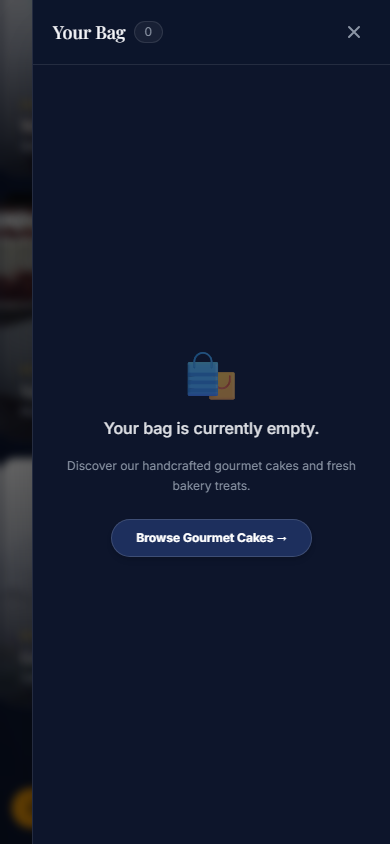 Your Bag 0
Your bag is currently empty.
Discover our handcrafted gourmet cakes and fresh
bakery treats.
Browse Gourmet Cakes →